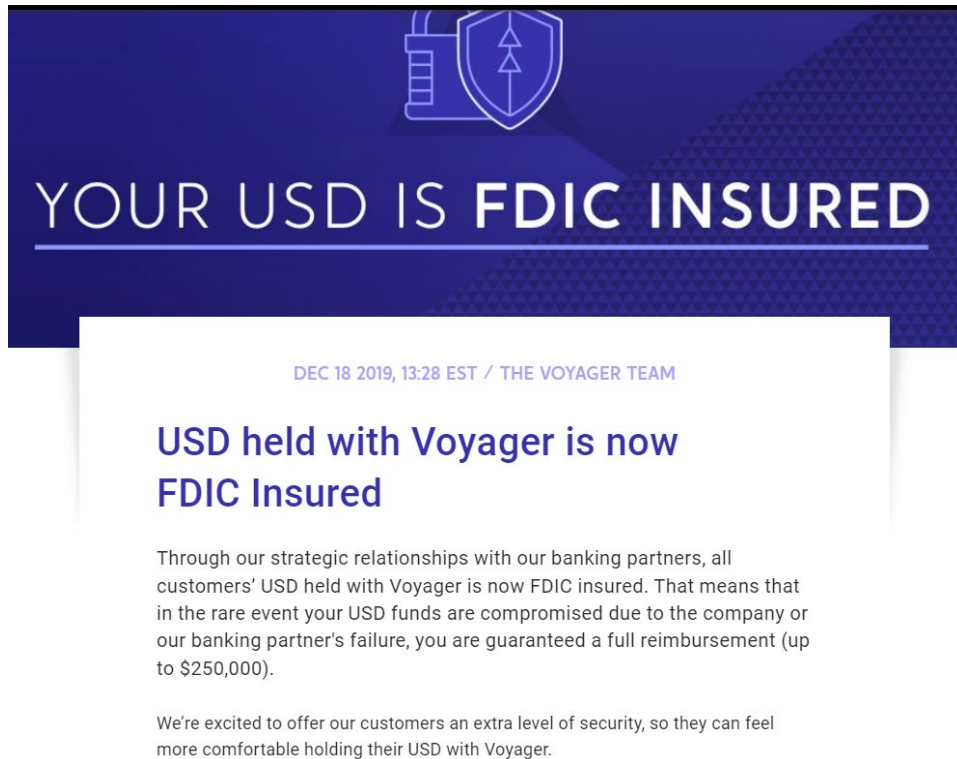 YOUR USD IS FDIC INSURED
DEC 18 2019, 13:28 EST / THE VOYAGER TEAM
USD held with Voyager is now
FDIC Insured
Through our strategic relationships with our banking partners, all
customers’ USD held with Voyager is now FDIC insured. That means that
in the rare event your USD funds are compromised due to the company or
our banking partner's failure, you are guaranteed a full reimbursement (up
to $250,000).
We’re excited to offer our customers an extra level of security, so they can feel
more comfortable holding their USD with Voyager.